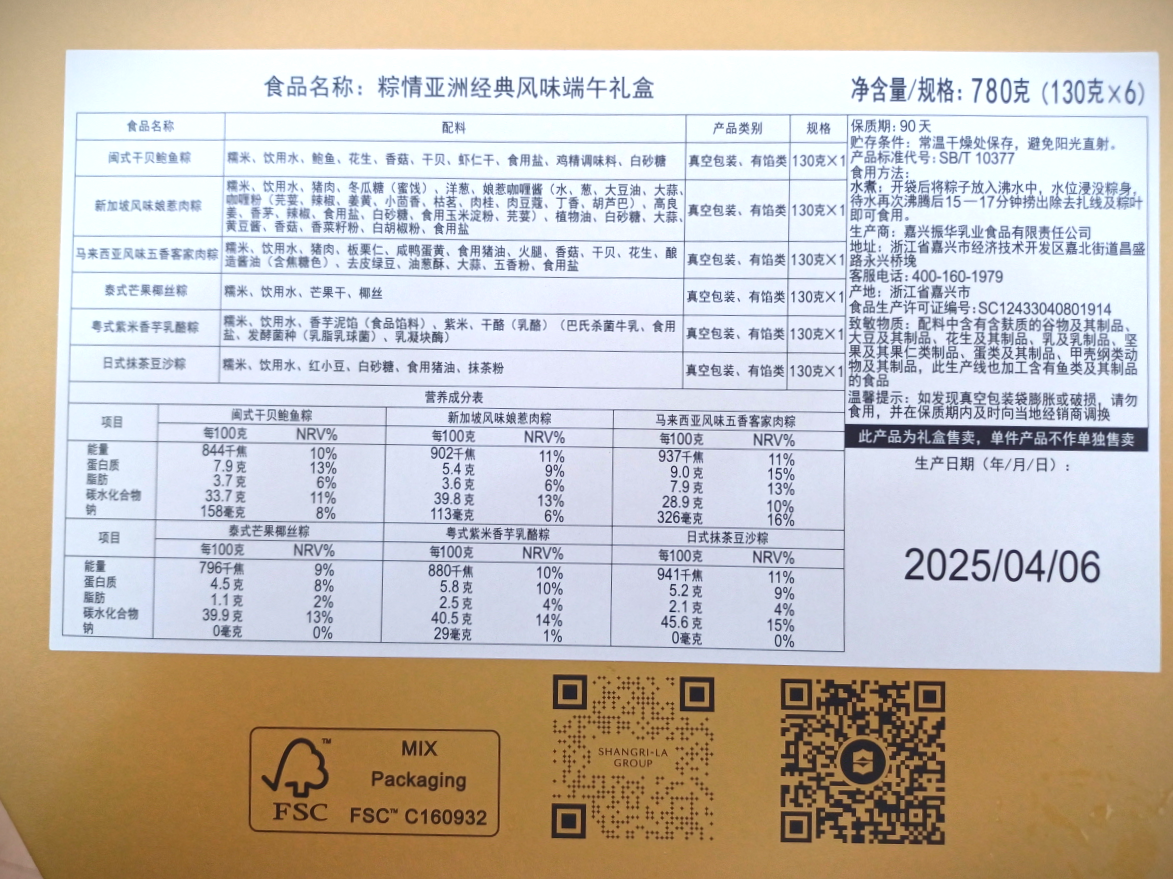 食品名称：粽情亚洲经典风味端午礼盒
净含量/规格：780克（130克×6）
食品名称 配料 产品类别 规格
闽式干贝鲍鱼粽 糯米、饮用水、鲍鱼、花生、香菇、干贝、虾仁干、食用盐、鸡精调味料、白砂糖 真空包装、有馅类 130克×1
新加坡风味娘惹肉粽 真空包装、有馅类 130克×1
糯米、饮用水、猪肉、冬瓜糖（蜜饯）、洋葱、娘惹咖喱酱（水、葱、大豆油、大蒜、
咖喱粉（芫荽、辣椒、姜黄、小茴香、枯茗、肉桂、肉豆蔻、丁香、胡芦巴）、高良
姜、香茅、辣椒、食用盐、白砂糖、食用玉米淀粉、芫荽）、植物油、白砂糖、大蒜、
黄豆酱、香菇、香菜籽粉、白胡椒粉、食用盐
马来西亚风味五香客家肉粽 真空包装、有馅类 130克×1
糯米、饮用水、猪肉、板栗仁、咸鸭蛋黄、食用猪油、火腿、香菇、干贝、花生、酿
造酱油（含焦糖色）、去皮绿豆、油葱酥、大蒜、五香粉、食用盐
泰式芒果椰丝粽 糯米、饮用水、芒果干、椰丝 真空包装、有馅类 130克×1
粤式紫米香芋乳酪粽 真空包装、有馅类 130克×1
糯米、饮用水、香芋泥馅（食品馅料）、紫米、干酪（乳酪）（巴氏杀菌牛乳、食用
盐、发酵菌种（乳脂乳球菌）、乳凝块酶）
日式抹茶豆沙粽 糯米、饮用水、红小豆、白砂糖、食用猪油、抹茶粉 真空包装、有馅类 130克×1
营养成分表
项目 闽式干贝鲍鱼粽 新加坡风味娘惹肉粽 马来西亚风味五香客家肉粽
每100克 NRV% 每100克 NRV% 每100克 NRV%
能量 844千焦 10% 902千焦 11% 937千焦 11%
蛋白质 7.9克 13% 5.4克 9% 9.0克 15%
脂肪 3.7克 6% 3.6克 6% 7.9克 13%
碳水化合物 33.7克 11% 39.8克 13% 28.9克 10%
钠 158毫克 8% 113毫克 6% 326毫克 16%
项目 泰式芒果椰丝粽 粤式紫米香芋乳酪粽 日式抹茶豆沙粽
每100克 NRV% 每100克 NRV% 每100克 NRV%
能量 796千焦 9% 880千焦 10% 941千焦 11%
蛋白质 4.5克 8% 5.8克 10% 5.2克 9%
脂肪 1.1克 2% 2.5克 4% 2.1克 4%
碳水化合物 39.9克 13% 40.5克 14% 45.6克 15%
钠 0毫克 0% 29毫克 1% 0毫克 0%
保质期：90天
贮存条件：常温干燥处保存，避免阳光直射。
产品标准代号：SB/T 10377
食用方法：
水煮：开袋后将粽子放入沸水中，水位浸没粽身，
待水再次沸腾后15—17分钟捞出除去扎线及粽叶
即可食用。
生产商：嘉兴振华乳业食品有限责任公司
地址：浙江省嘉兴市经济技术开发区嘉北街道昌盛
路永兴桥堍
客服电话：400-160-1979
产地：浙江省嘉兴市
食品生产许可证编号：SC12433040801914
致敏物质：配料中含有含麸质的谷物及其制品、
大豆及其制品、花生及其制品、乳及乳制品、坚
果及其果仁类制品、蛋类及其制品、甲壳纲类动
物及其制品，此生产线也加工含有鱼类及其制品
的食品
温馨提示：如发现真空包装袋膨胀或破损，请勿
食用，并在保质期内及时向当地经销商调换
此产品为礼盒售卖，单件产品不作单独售卖
生产日期（年/月/日）：
2025/04/06
MIX
Packaging
FSC™ C160932
FSC
SHANGRI-LA
GROUP